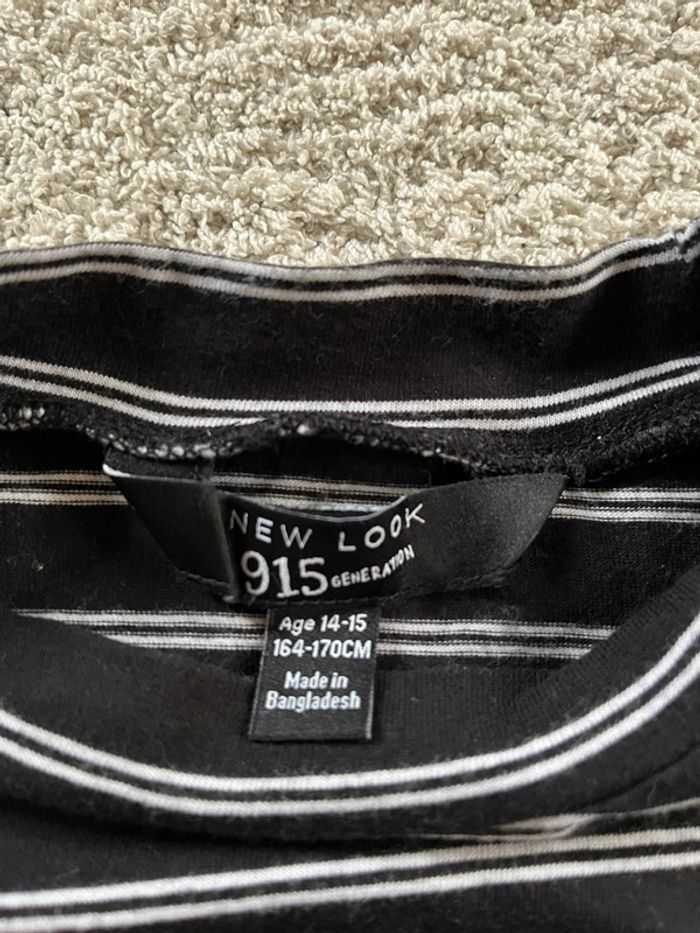 NEW LOOK
915 GENERATION
Age 14-15
164-170CM
Made in
Bangladesh